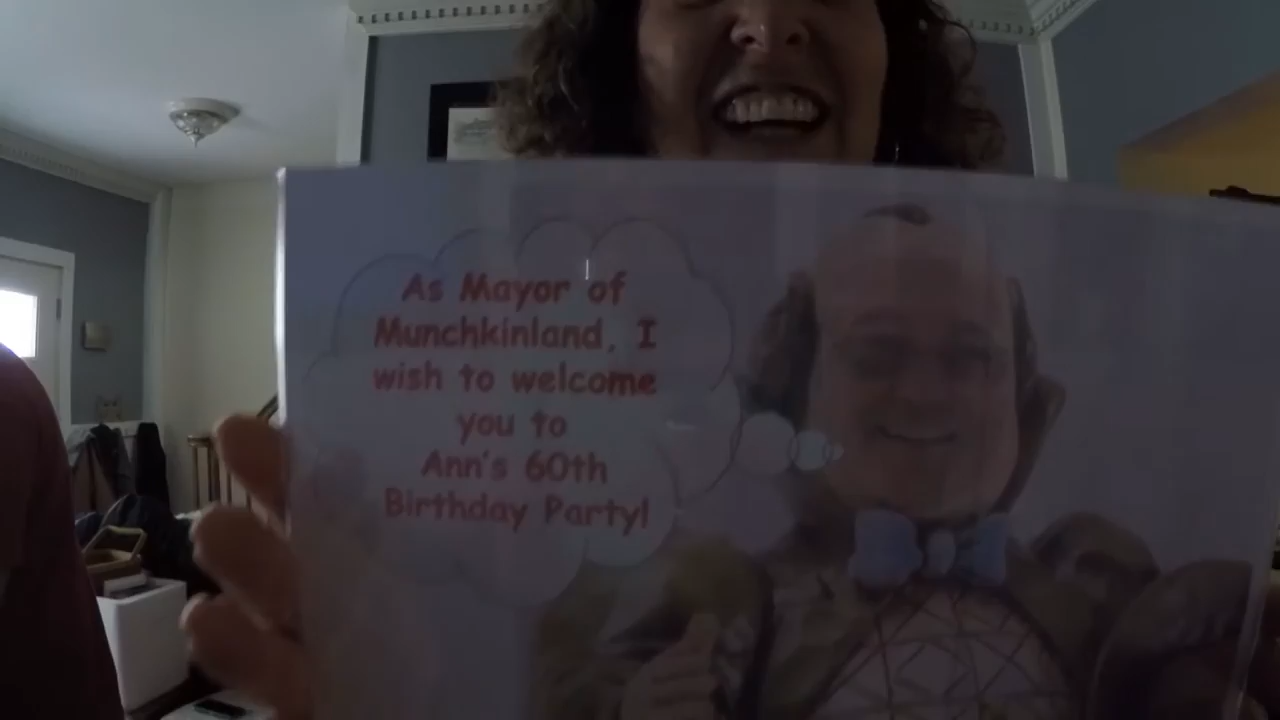 As Mayor of
Munchkinland, I
wish to welcome
you to
Ann's 60th
Birthday Party!